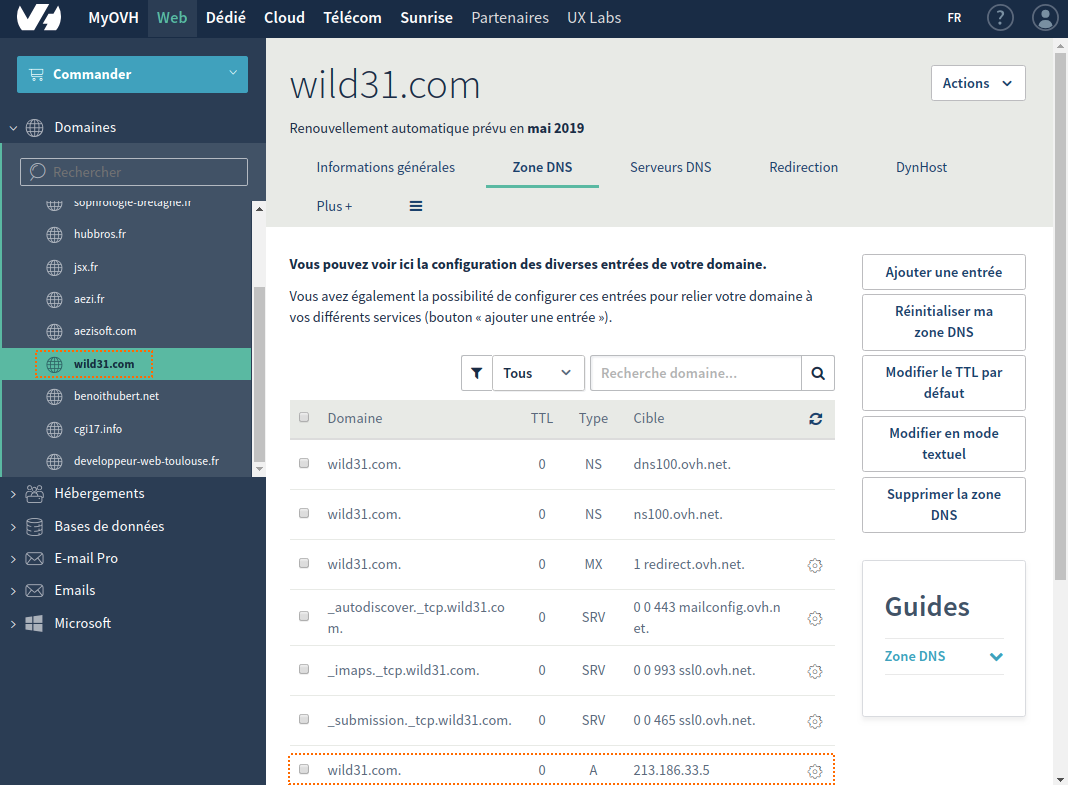 MyOVH Web Dédié Cloud Télécom Sunrise Partenaires UX Labs FR ?
Commander
Domaines
Rechercher
sophrologie-bretagne.fr
hubbros.fr
jsx.fr
aezi.fr
aezisoft.com
wild31.com
benoithubert.net
cgi17.info
developpeur-web-toulouse.fr
Hébergements
Bases de données
E-mail Pro
Emails
Microsoft
wild31.com
Actions
Renouvellement automatique prévu en mai 2019
Informations générales Zone DNS Serveurs DNS Redirection DynHost
Plus +
Vous pouvez voir ici la configuration des diverses entrées de votre domaine.
Vous avez également la possibilité de configurer ces entrées pour relier votre domaine à
vos différents services (bouton « ajouter une entrée »).
Tous Recherche domaine...
Domaine TTL Type Cible
wild31.com. 0 NS dns100.ovh.net.
wild31.com. 0 NS ns100.ovh.net.
wild31.com. 0 MX 1 redirect.ovh.net.
_autodiscover._tcp.wild31.co
m. 0 SRV 0 0 443 mailconfig.ovh.n
et.
_imaps._tcp.wild31.com. 0 SRV 0 0 993 ssl0.ovh.net.
_submission._tcp.wild31.com. 0 SRV 0 0 465 ssl0.ovh.net.
wild31.com. 0 A 213.186.33.5
Ajouter une entrée
Réinitialiser ma
zone DNS
Modifier le TTL par
défaut
Modifier en mode
textuel
Supprimer la zone
DNS
Guides
Zone DNS